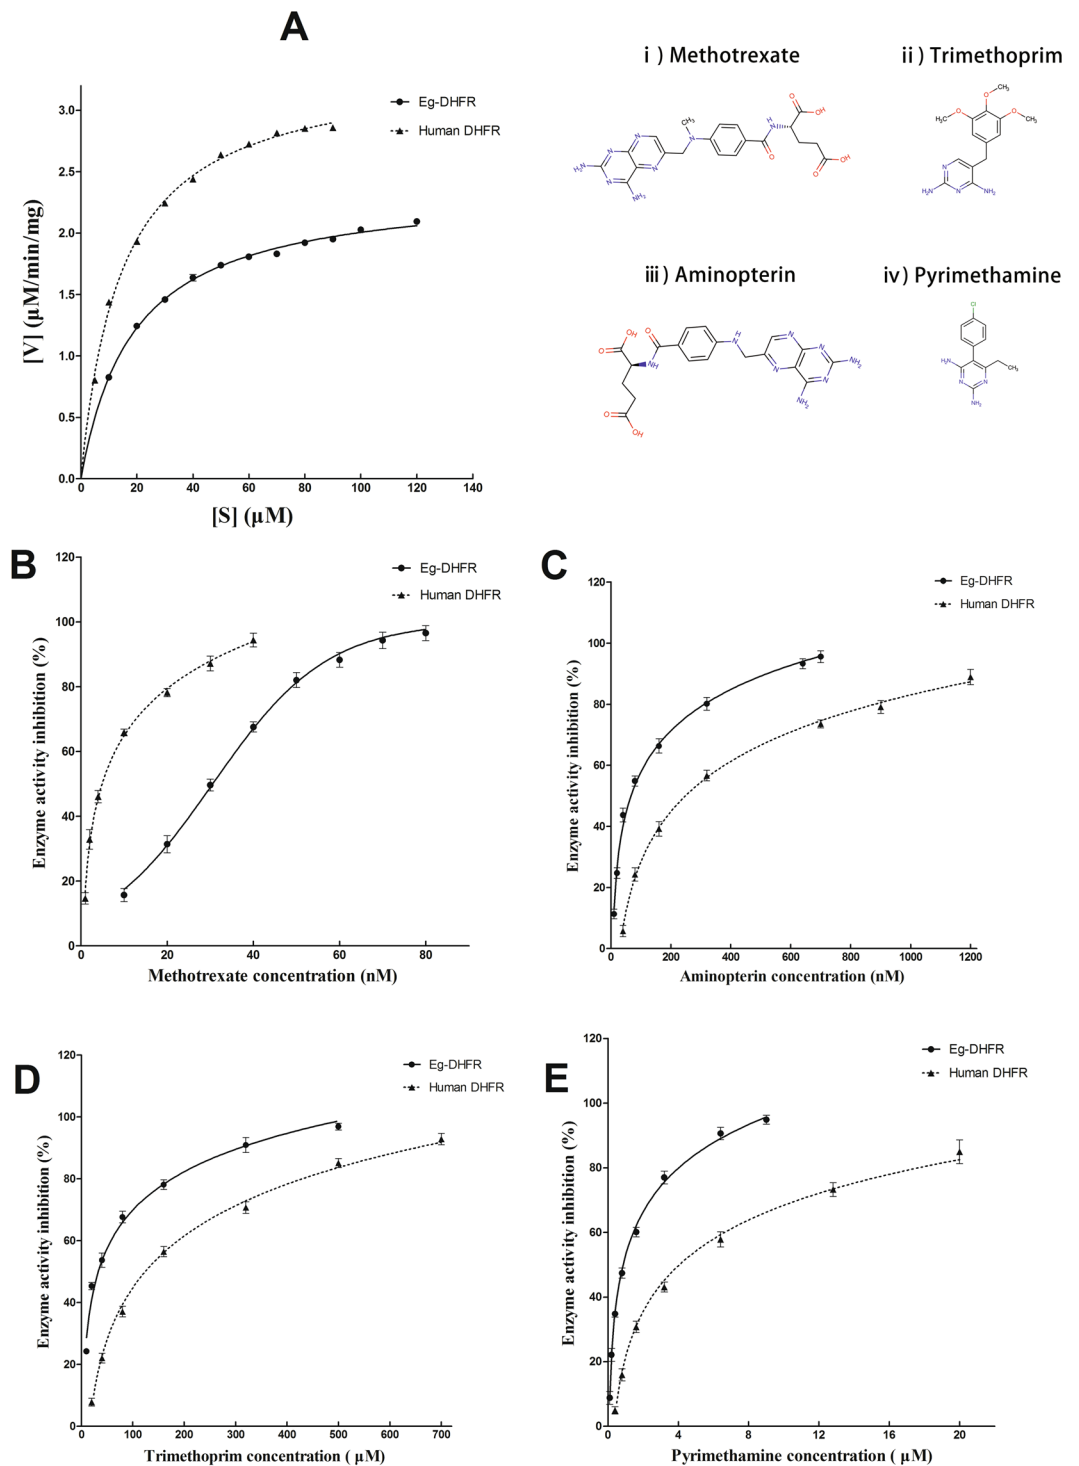 A
Eg-DHFR
Human DHFR
3.0
2.5
2.0
1.5
1.0
0.5
0.0
0 20 40 60 80 100 120 140
[V] (µM/min/mg)
[S] (µM)
i ) Methotrexate
ii ) Trimethoprim
iii ) Aminopterin
iv) Pyrimethamine
B
Eg-DHFR
Human DHFR
120
100
80
60
40
20
0
20 40 60 80
Enzyme activity inhibition (%)
Methotrexate concentration (nM)
C
Eg-DHFR
Human DHFR
120
100
80
60
40
20
0
0 200 400 600 800 1000 1200
Enzyme activity inhibition (%)
Aminopterin concentration (nM)
D
Eg-DHFR
Human DHFR
120
100
80
60
40
20
0
0 100 200 300 400 500 600 700
Enzyme activity inhibition (%)
Trimethoprim concentration ( µM)
E
Eg-DHFR
Human DHFR
120
100
80
60
40
20
0
0 4 8 12 16 20
Enzyme activity inhibition (%)
Pyrimethamine concentration ( µM)